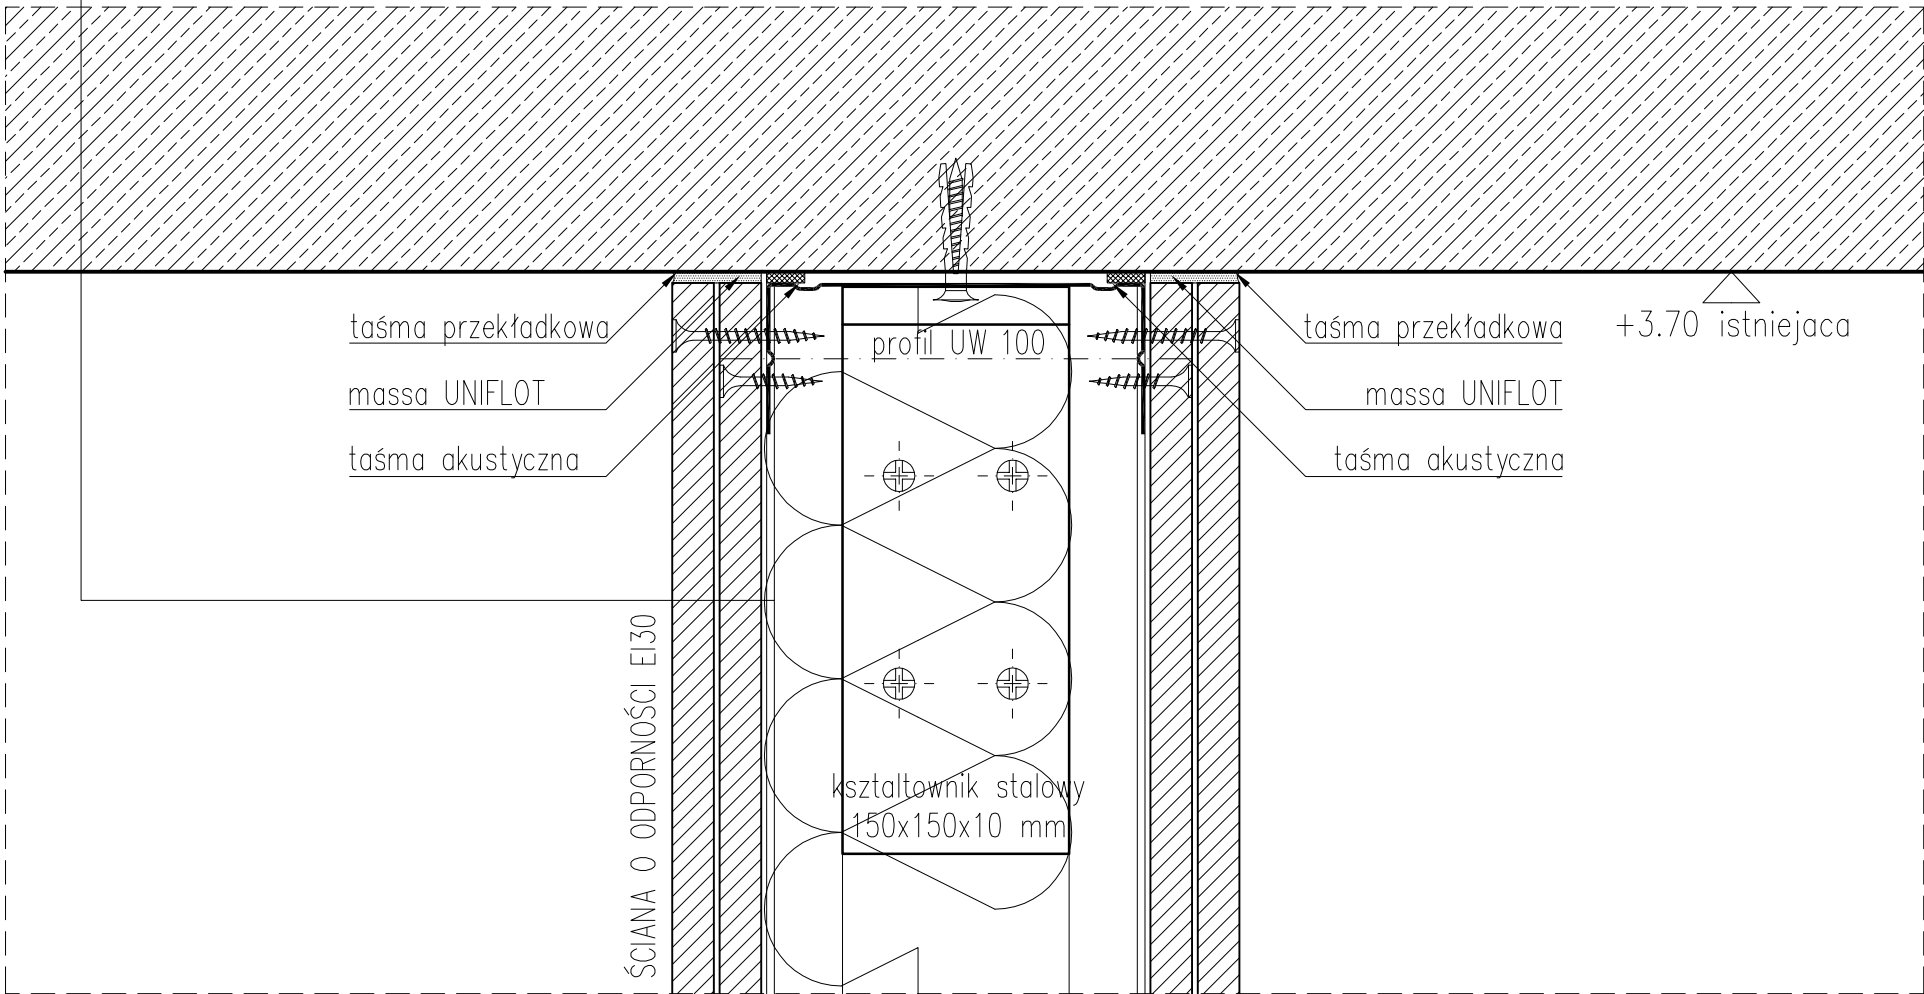 taśma przekładkowa
massa UNIFLOT
taśma akustyczna
profil UW 100
taśma przekładkowa
massa UNIFLOT
taśma akustyczna
+3.70 istniejaca
ŚCIANA O ODPORNOŚCI EI30
kształtownik stalowy
150x150x10 mm